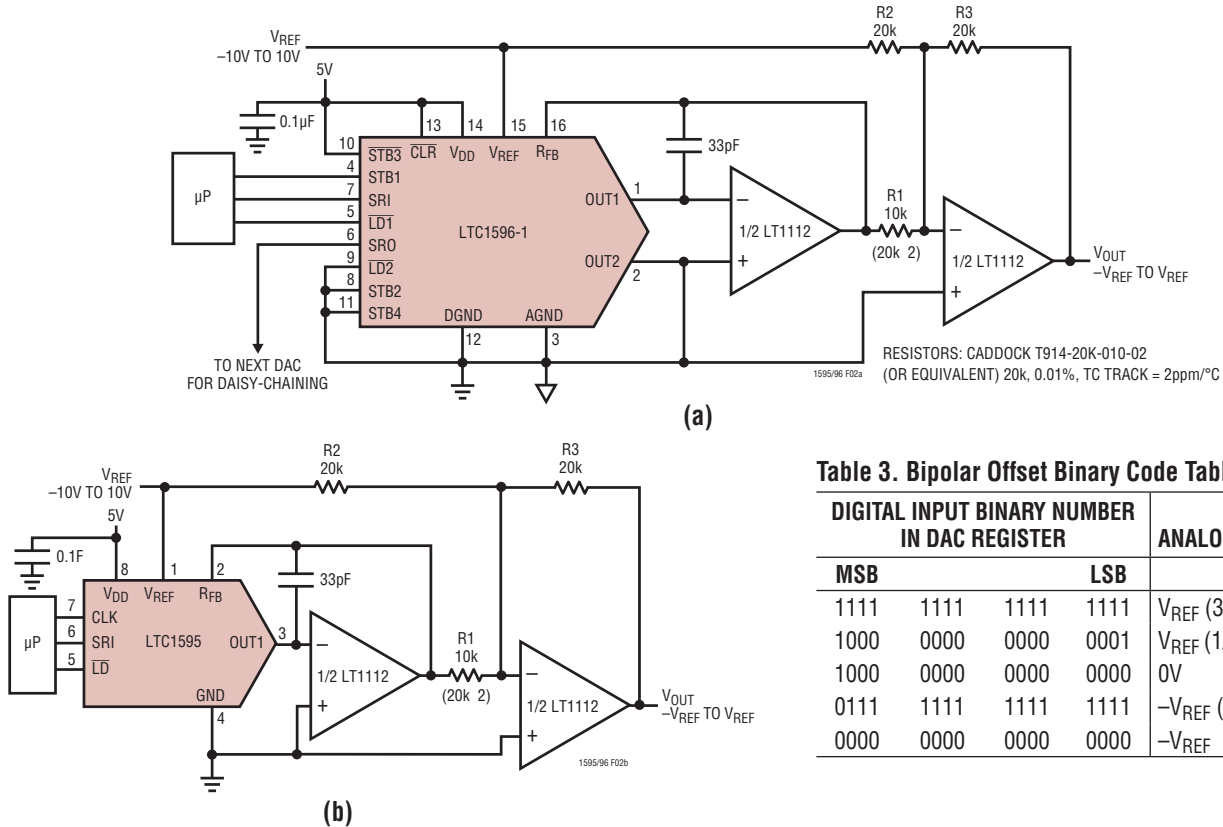 R2
20k
R3
20k
VREF
–10V TO 10V
5V
0.1µF
13
14
15
16
10
STB3
CLR
VDD
VREF
RFB
33pF
µP
4
STB1
7
SRI
5
LD1
6
SRO
9
LD2
8
STB2
11
STB4
LTC1596-1
OUT1
1
OUT2
2
DGND
AGND
12
3
–
+
1/2 LT1112
R1
10k
(20k 2)
–
+
1/2 LT1112
VOUT
–VREF TO VREF
TO NEXT DAC
FOR DAISY-CHAINING
1595/96 F02a
RESISTORS: CADDOCK T914-20K-010-02
(OR EQUIVALENT) 20k, 0.01%, TC TRACK = 2ppm/°C
(a)
R2
20k
R3
20k
VREF
–10V TO 10V
5V
0.1F
8
1
2
VDD
VREF
RFB
33pF
µP
7
CLK
6
SRI
5
LD
LTC1595
OUT1
3
GND
4
–
+
1/2 LT1112
R1
10k
(20k 2)
–
+
1/2 LT1112
VOUT
–VREF TO VREF
1595/96 F02b
(b)
Table 3. Bipolar Offset Binary Code Tabl
DIGITAL INPUT BINARY NUMBER
IN DAC REGISTER
ANALO
MSB LSB
1111 1111 1111 1111 VREF (3
1000 0000 0000 0001 VREF (1/
1000 0000 0000 0000 0V
0111 1111 1111 1111 –VREF (
0000 0000 0000 0000 –VREF